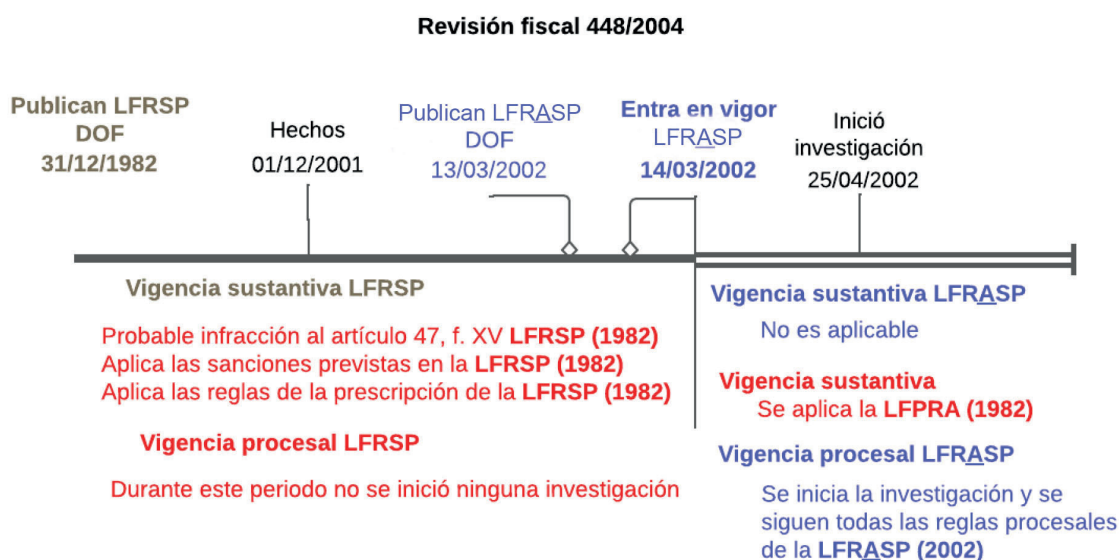 Revisión fiscal 448/2004
Publican LFRSP
DOF
31/12/1982
Hechos
01/12/2001
Publican LFRASP
DOF
13/03/2002
Entra en vigor
LFRASP
14/03/2002
Inició
investigación
25/04/2002
Vigencia sustantiva LFRSP
Probable infracción al artículo 47, f. XV LFRSP (1982)
Aplica las sanciones previstas en la LFRSP (1982)
Aplica las reglas de la prescripción de la LFRSP (1982)
Vigencia procesal LFRSP
Durante este periodo no se inició ninguna investigación
Vigencia sustantiva LFRASP
No es aplicable
Vigencia sustantiva
Se aplica la LFPRA (1982)
Vigencia procesal LFRASP
Se inicia la investigación y se
siguen todas las reglas procesales
de la LFRASP (2002)